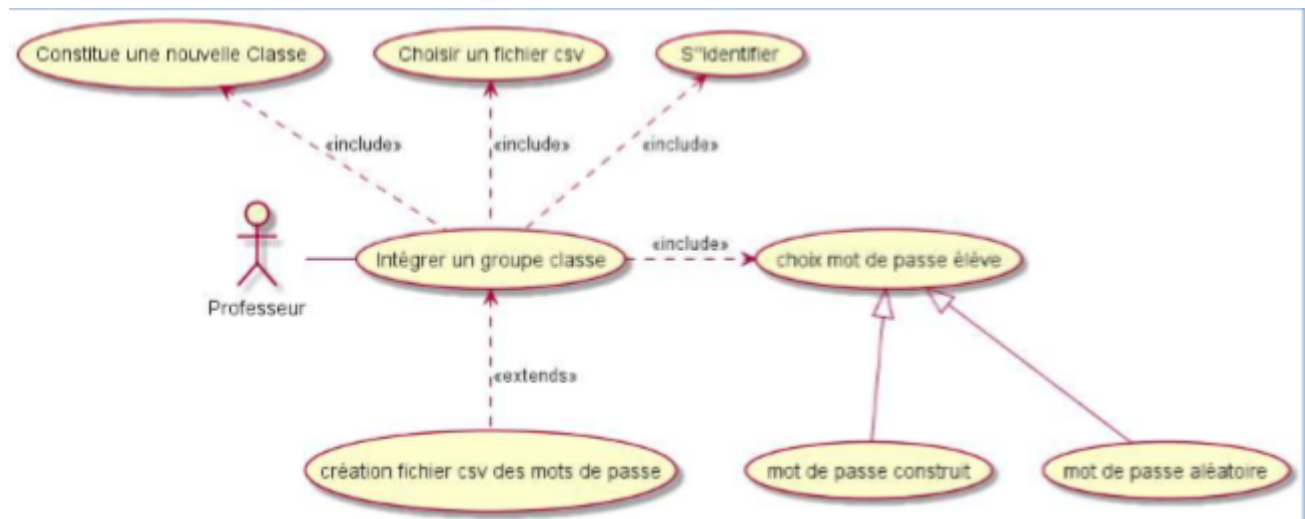 Constitue une nouvelle Classe
Choisir un fichier csv
S''identifier
«include»
«include»
«include»
Intégrer un groupe classe
«include»
choix mot de passe élève
Professeur
«extends»
création fichier csv des mots de passe
mot de passe construit
mot de passe aléatoire